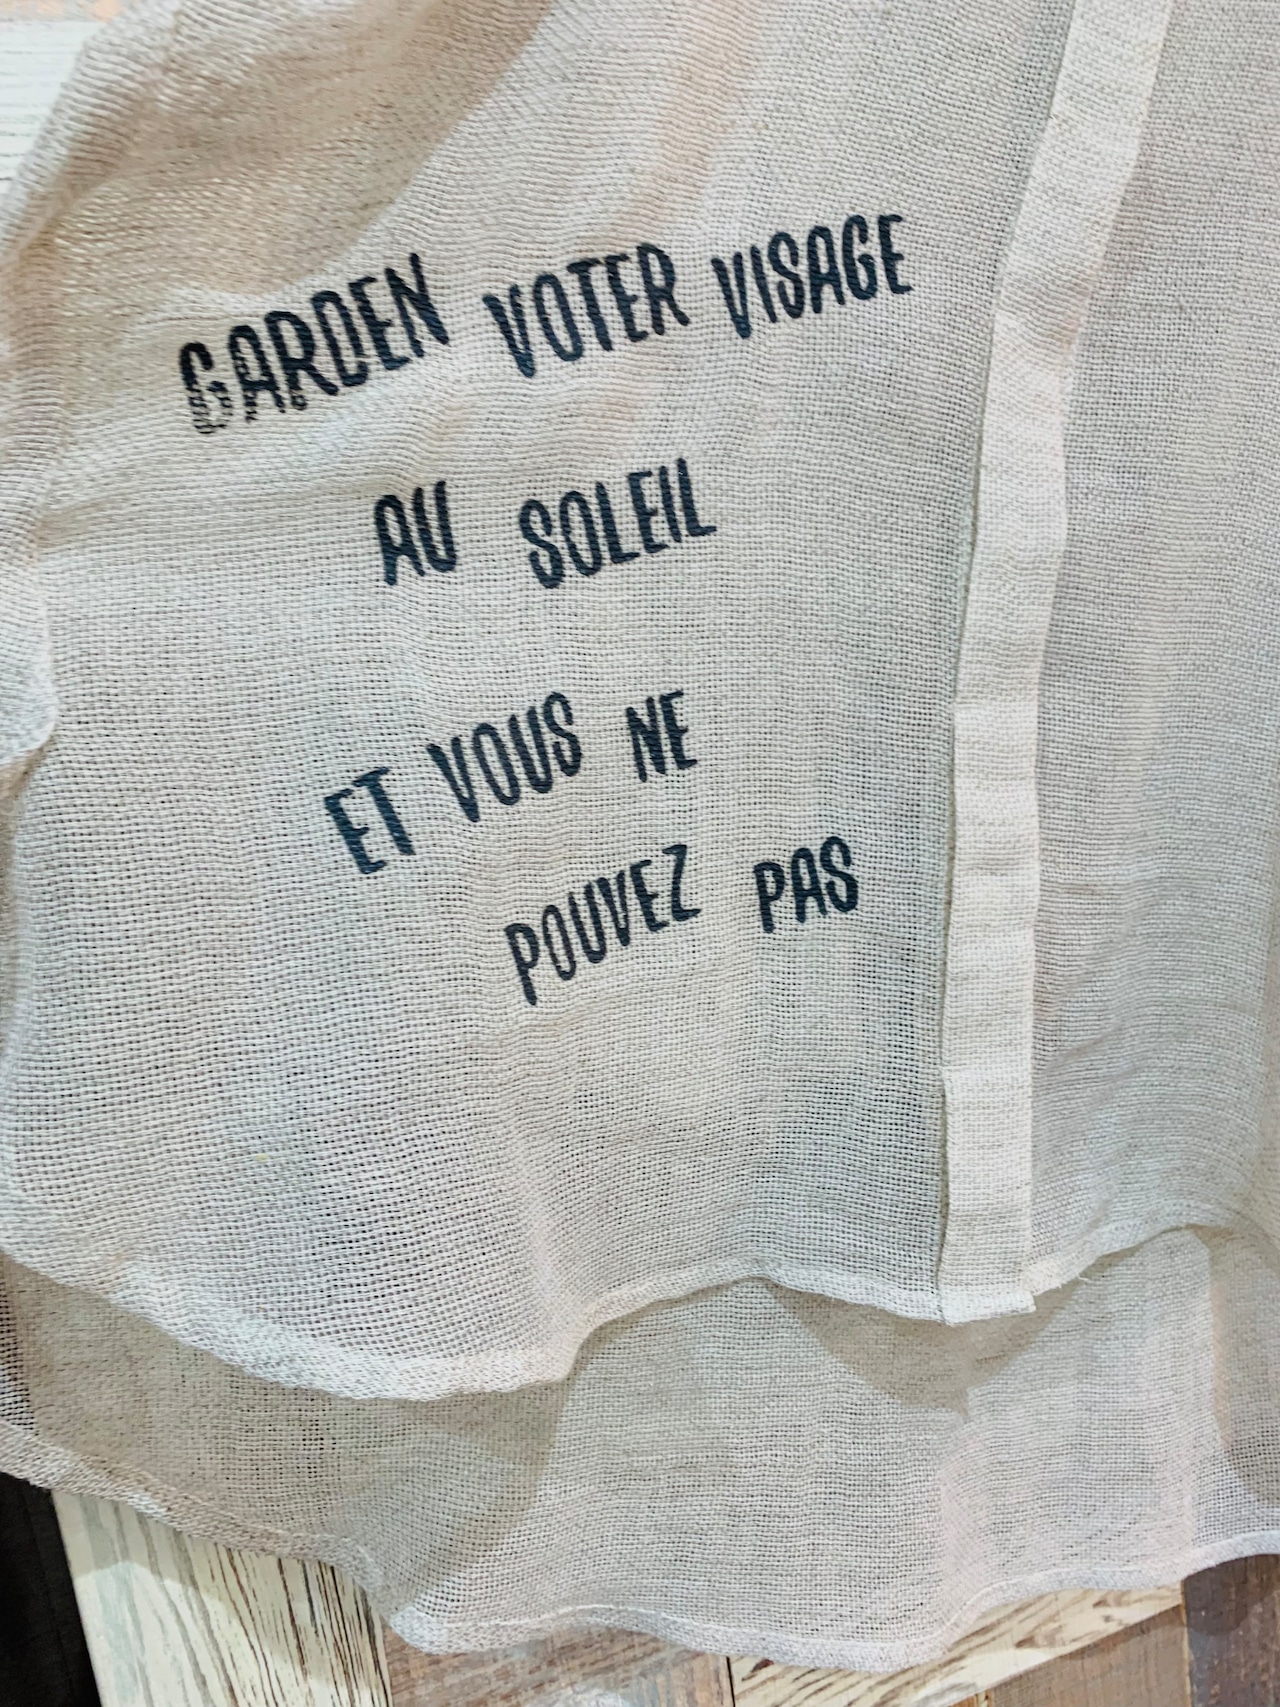 GARDEN VOTER VISAGE
AU SOLEIL
ET VOUS NE
POUVEZ PAS